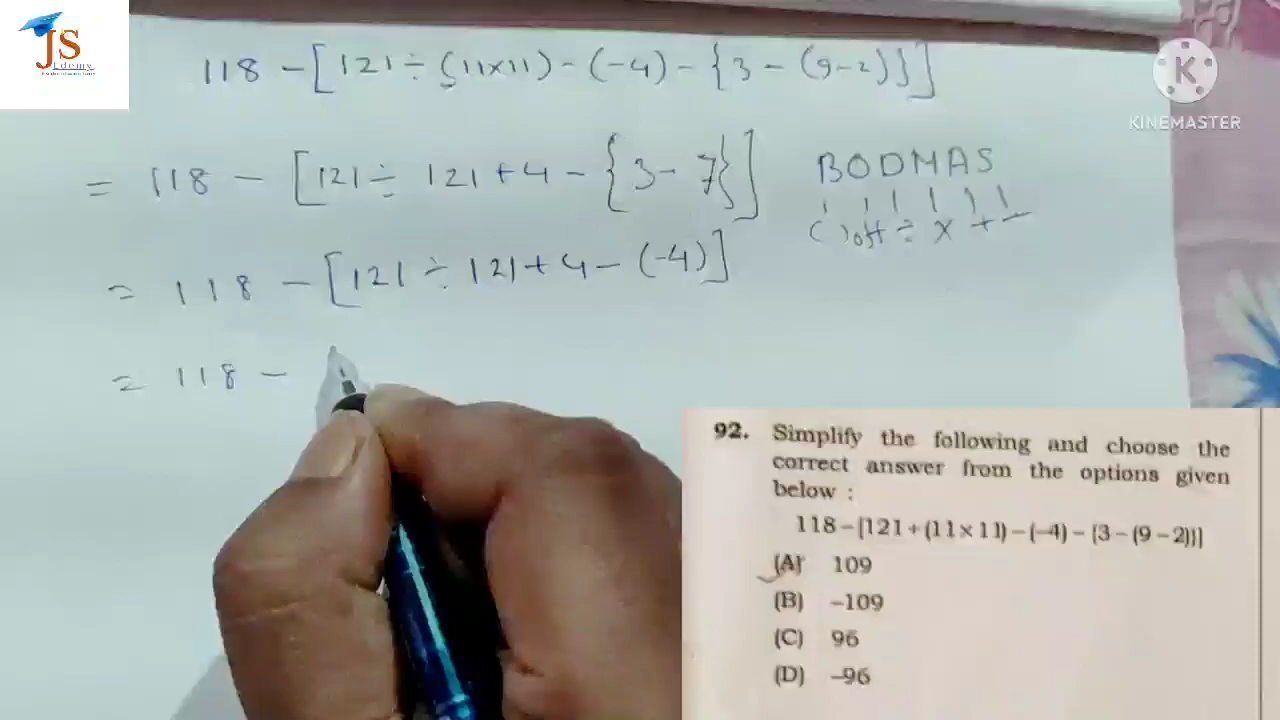 JS
118 - [121 ÷ (11×11) - (-4) - {3 - (9-2)}]
= 118 - [121 ÷ 121 + 4 - {3 - 7}]
BODMAS
( ) off ÷ × + -
= 118 - [121 ÷ 121 + 4 - (-4)]
= 118 -
K
KINEMASTER
92. Simplify the following and choose the
correct answer from the options given
below :
118 – [121 ÷ (11 × 11) – (–4) – {3 – (9 – 2)}]
(A) 109
(B) –109
(C) 96
(D) –96